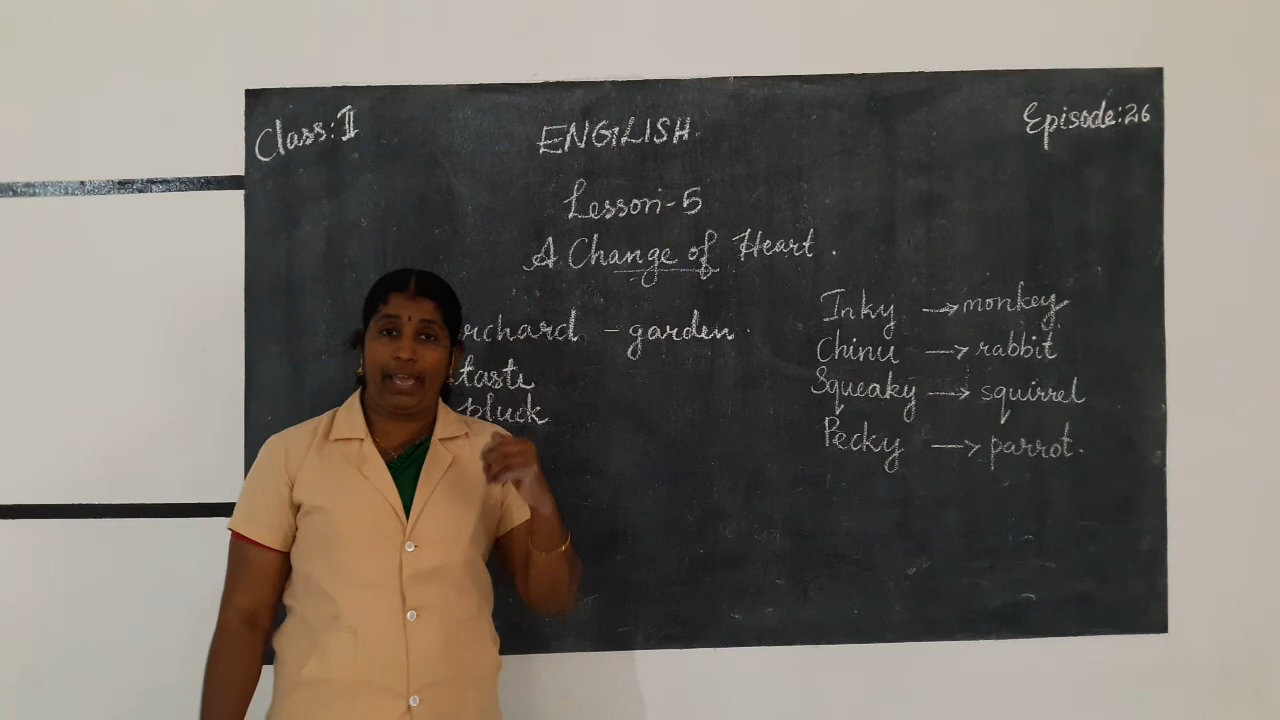 Class: II
ENGLISH
Episode: 26
Lesson-5
A Change of Heart.
rchard - garden.
taste
pluck
Inky → monkey
Chinu → rabbit
Squeaky → squirrel
Pecky → parrot.